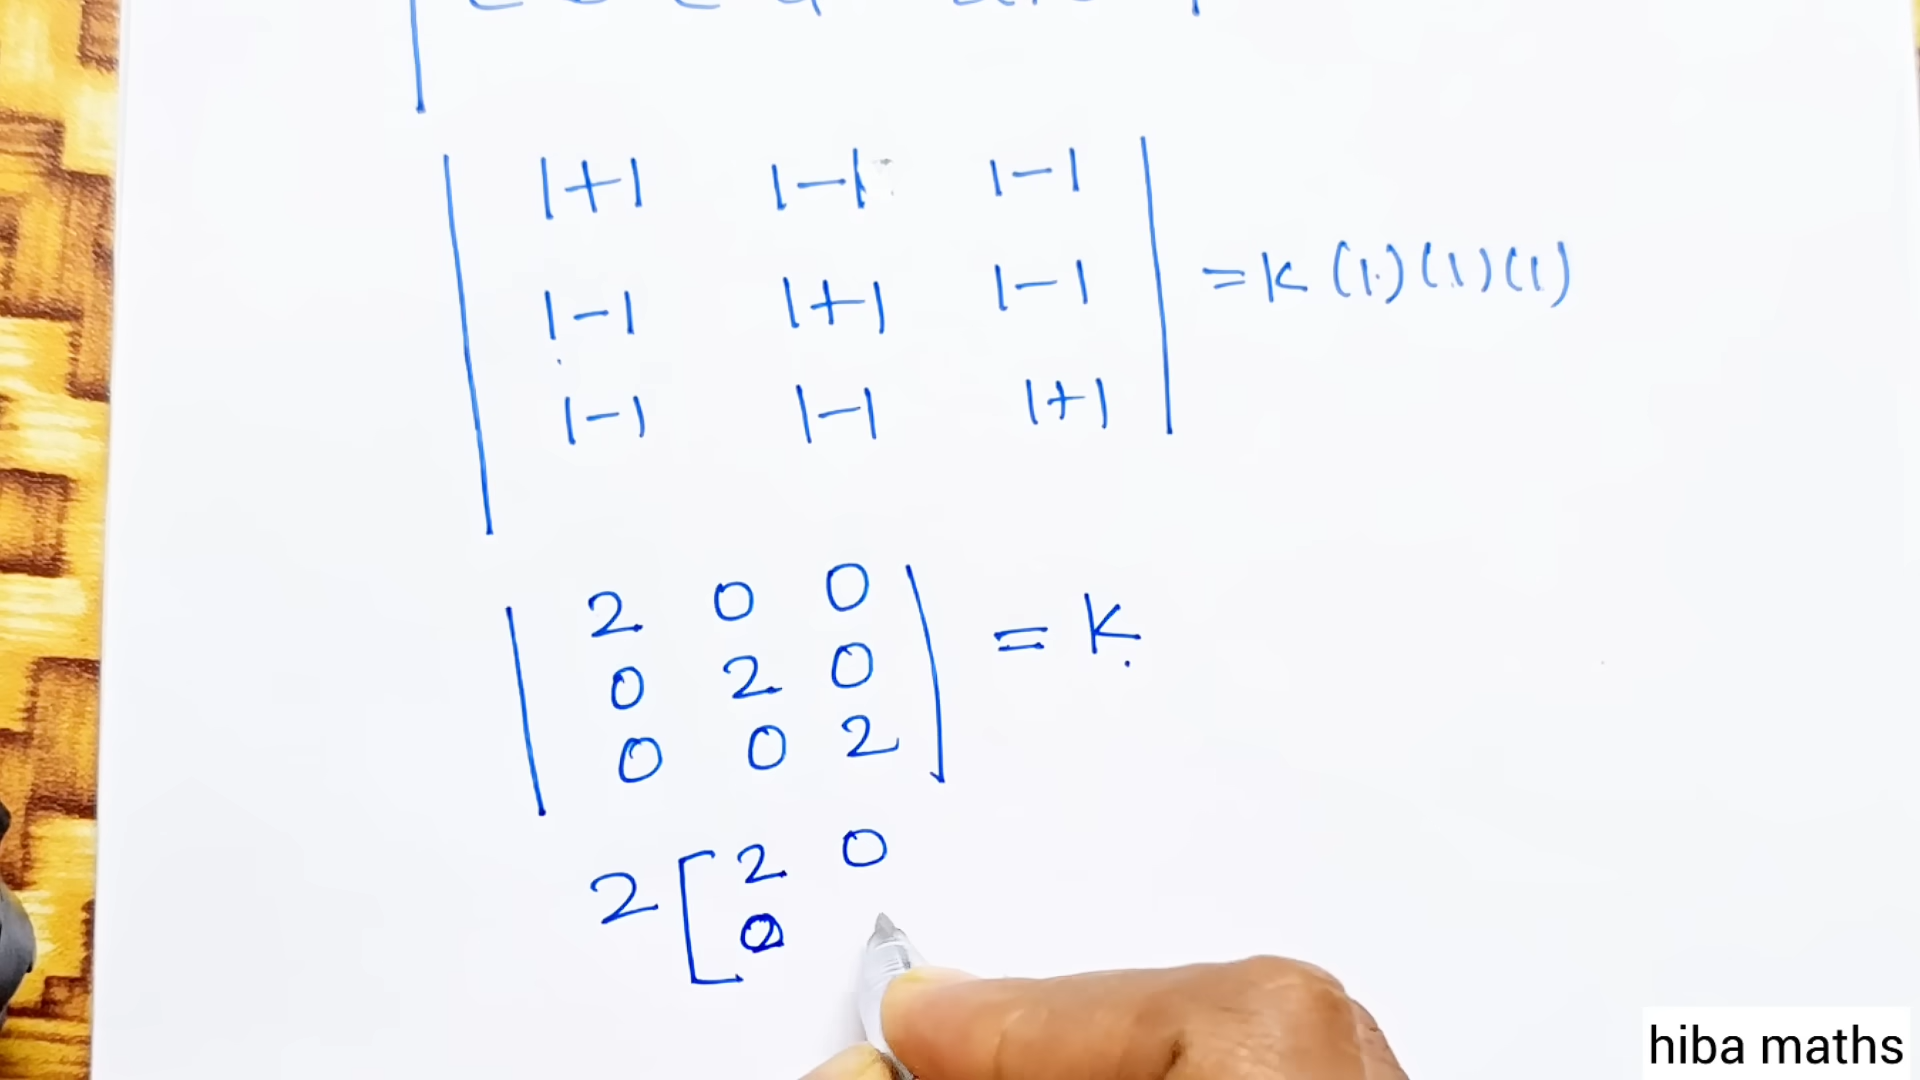 1+1 1-1 1-1
1-1 1+1 1-1 = K (1) (1) (1)
1-1 1-1 1+1
2 0 0
0 2 0 = K
0 0 2
2 [ 2 0
0
hiba maths